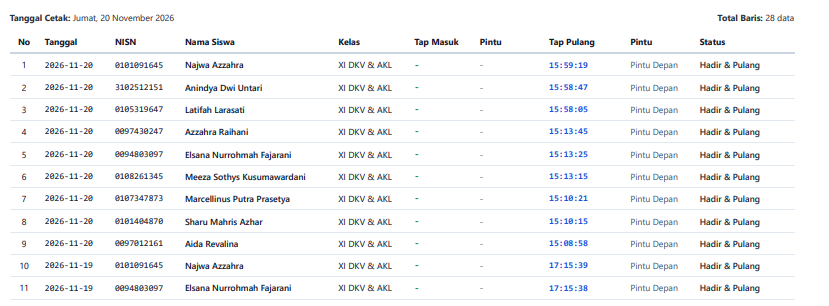 Tanggal Cetak: Jumat, 20 November 2026 Total Baris: 28 data
No Tanggal NISN Nama Siswa Kelas Tap Masuk Pintu Tap Pulang Pintu Status
1 2026-11-20 0101091645 Najwa Azzahra XI DKV & AKL - - 15:59:19 Pintu Depan Hadir & Pulang
2 2026-11-20 3102512151 Anindya Dwi Untari XI DKV & AKL - - 15:58:47 Pintu Depan Hadir & Pulang
3 2026-11-20 0105319647 Latifah Larasati XI DKV & AKL - - 15:58:05 Pintu Depan Hadir & Pulang
4 2026-11-20 0097430247 Azzahra Raihani XI DKV & AKL - - 15:13:45 Pintu Depan Hadir & Pulang
5 2026-11-20 0094803097 Elsana Nurrohmah Fajarani XI DKV & AKL - - 15:13:25 Pintu Depan Hadir & Pulang
6 2026-11-20 0108261345 Meeza Sothys Kusumawardani XI DKV & AKL - - 15:13:15 Pintu Depan Hadir & Pulang
7 2026-11-20 0107347873 Marcellinus Putra Prasetya XI DKV & AKL - - 15:10:21 Pintu Depan Hadir & Pulang
8 2026-11-20 0101404870 Sharu Mahris Azhar XI DKV & AKL - - 15:10:15 Pintu Depan Hadir & Pulang
9 2026-11-20 0097012161 Aida Revalina XI DKV & AKL - - 15:08:58 Pintu Depan Hadir & Pulang
10 2026-11-19 0101091645 Najwa Azzahra XI DKV & AKL - - 17:15:39 Pintu Depan Hadir & Pulang
11 2026-11-19 0094803097 Elsana Nurrohmah Fajarani XI DKV & AKL - - 17:15:38 Pintu Depan Hadir & Pulang